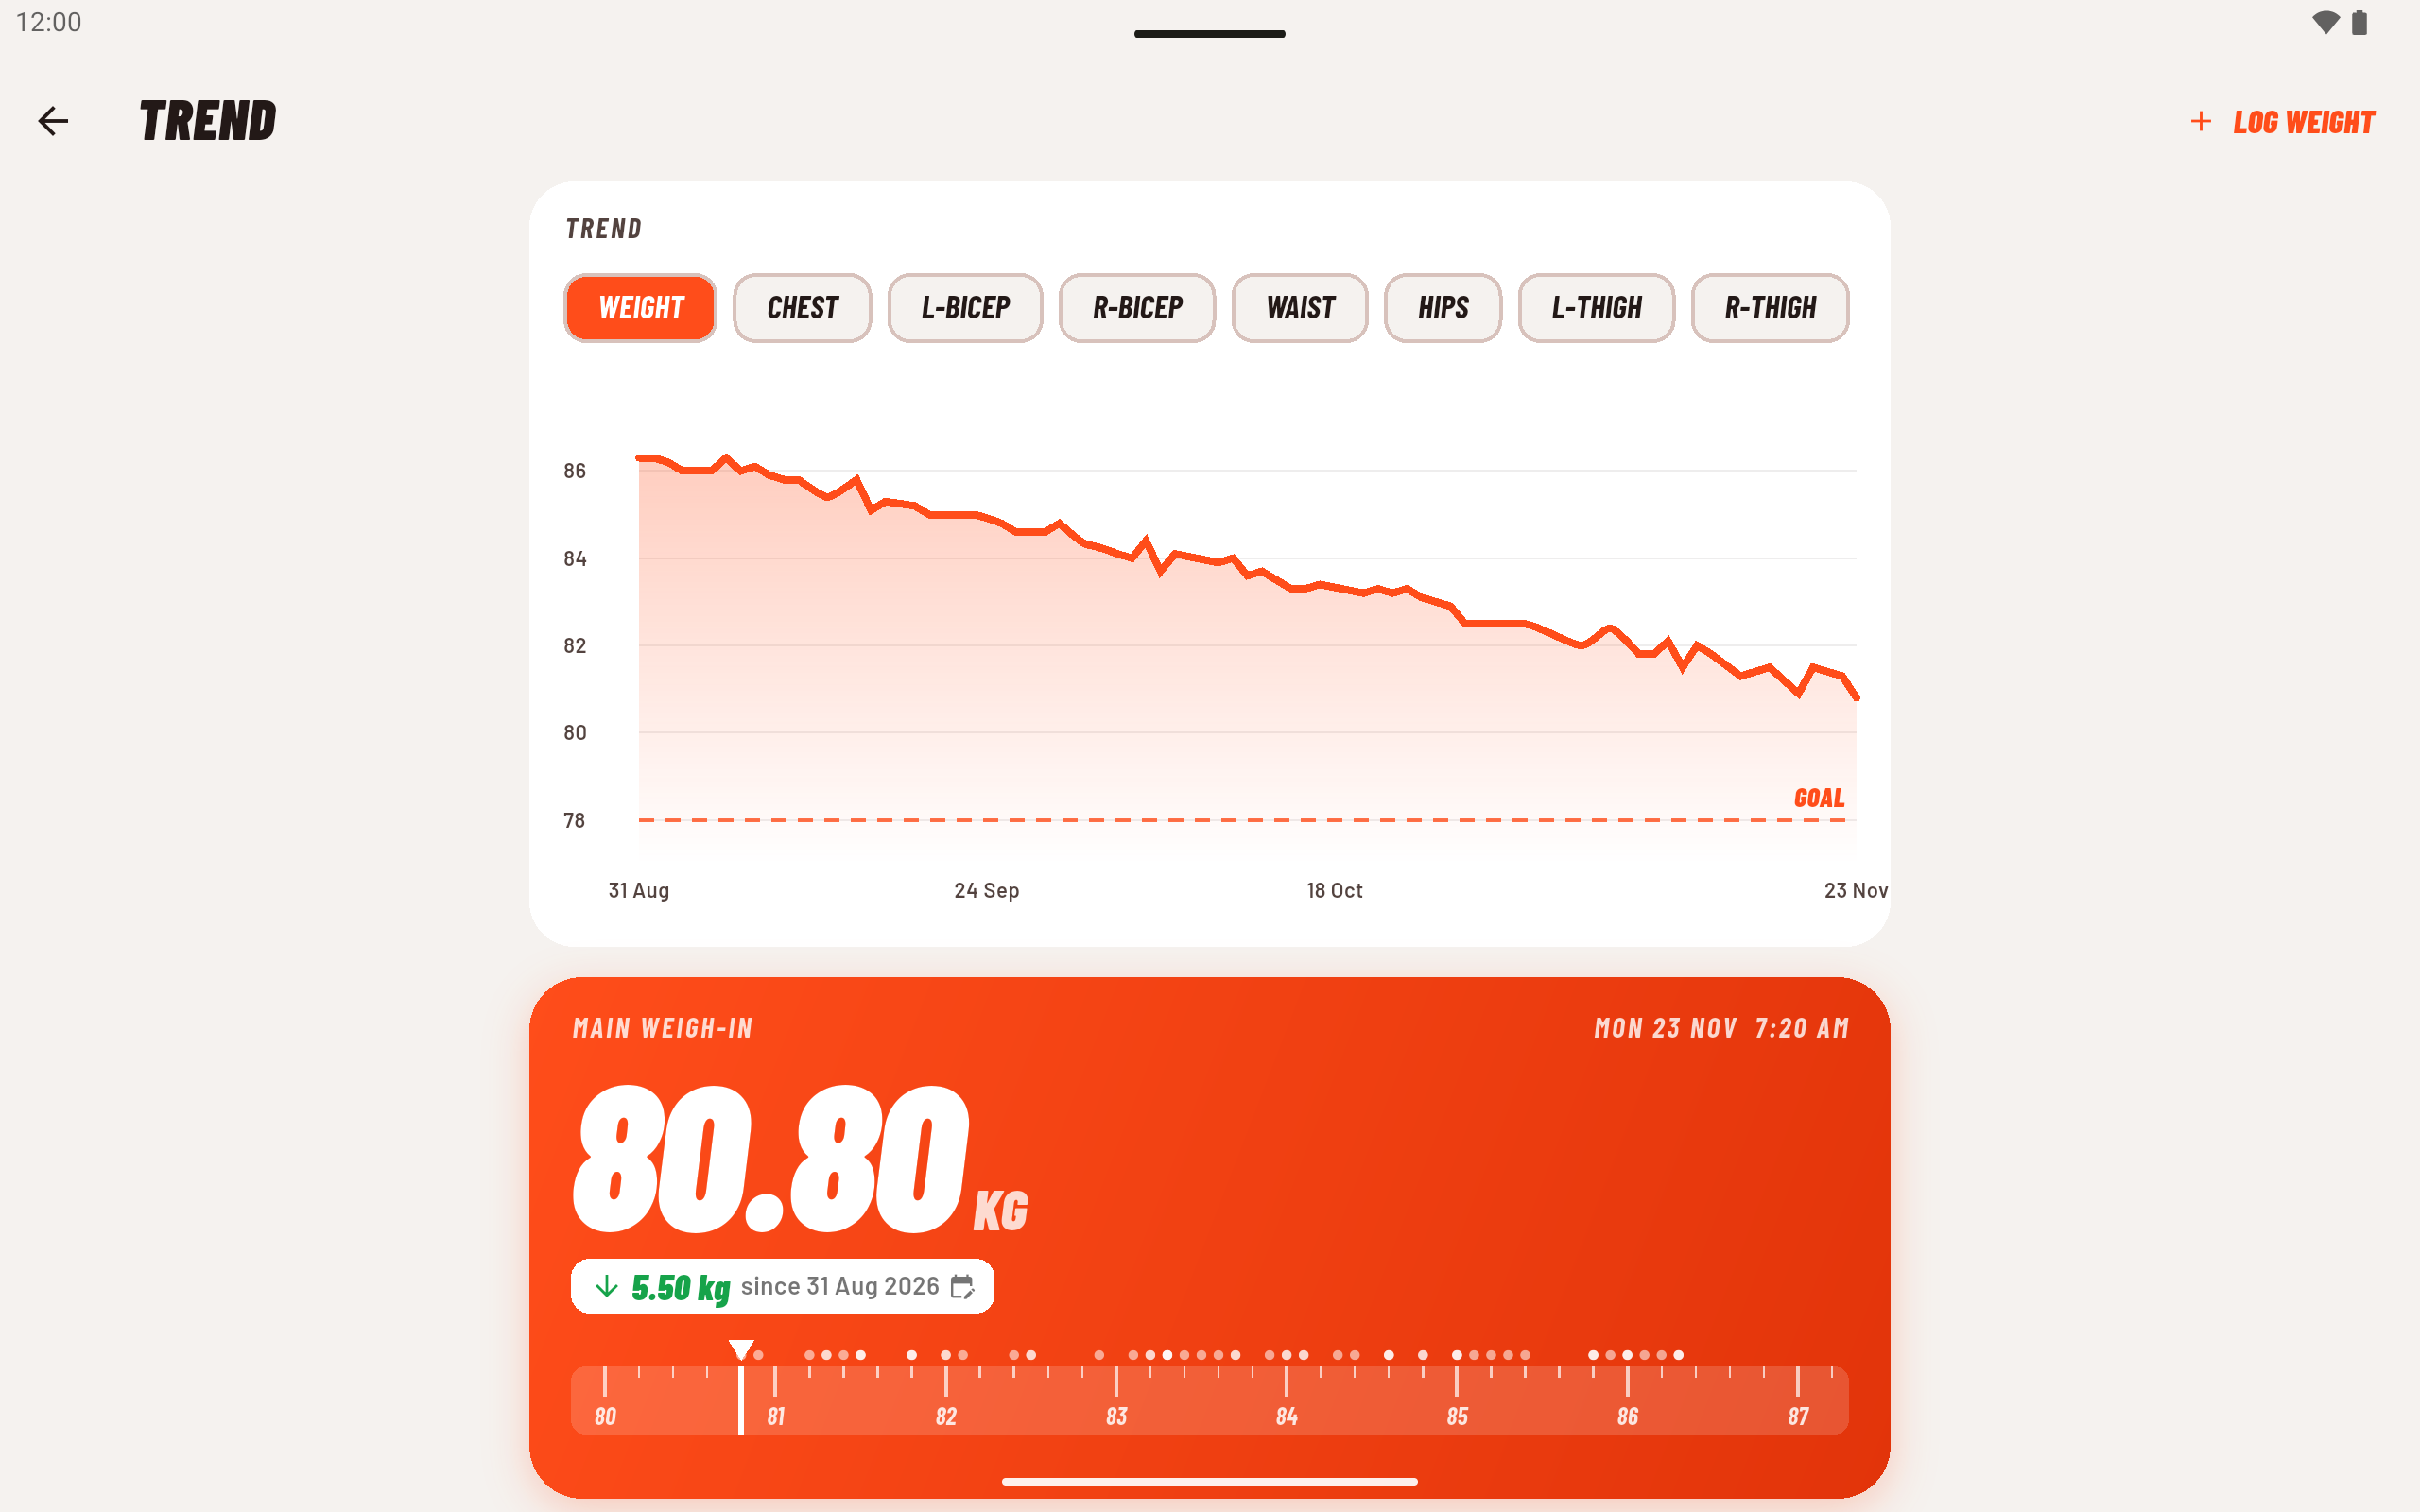 12:00
TREND
+ LOG WEIGHT
TREND
WEIGHT CHEST L-BICEP R-BICEP WAIST HIPS L-THIGH R-THIGH
86
84
82
80
GOAL
78
31 Aug 24 Sep 18 Oct 23 Nov
MAIN WEIGH-IN MON 23 NOV 7:20 AM
80.80 KG
5.50 kg since 31 Aug 2026
80 81 82 83 84 85 86 87